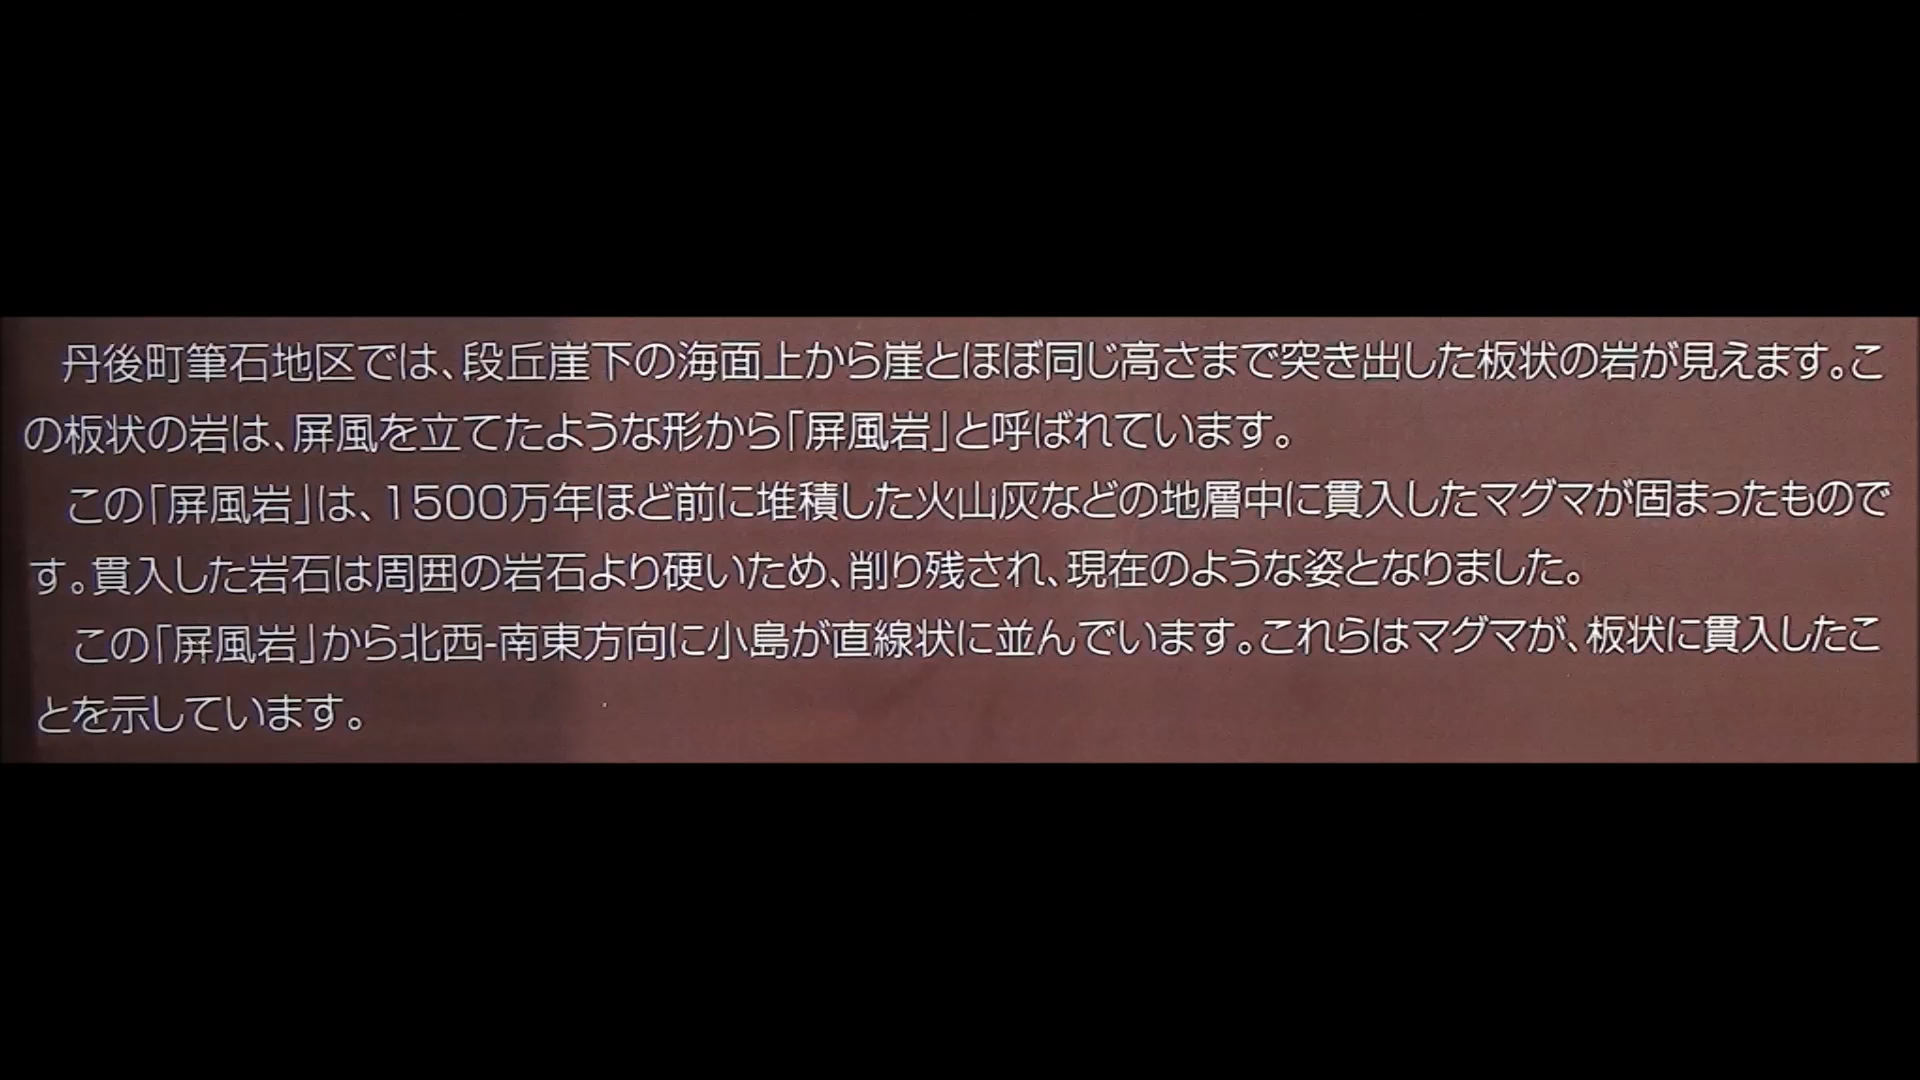 丹後町筆石地区では、段丘崖下の海面上から崖とほぼ同じ高さまで突き出した板状の岩が見えます。こ
の板状の岩は、屏風を立てたような形から「屏風岩」と呼ばれています。
この「屏風岩」は、1500万年ほど前に堆積した火山灰などの地層中に貫入したマグマが固まったもので
す。貫入した岩石は周囲の岩石より硬いため、削り残され、現在のような姿となりました。
この「屏風岩」から北西-南東方向に小島が直線状に並んでいます。これらはマグマが、板状に貫入したこ
とを示しています。